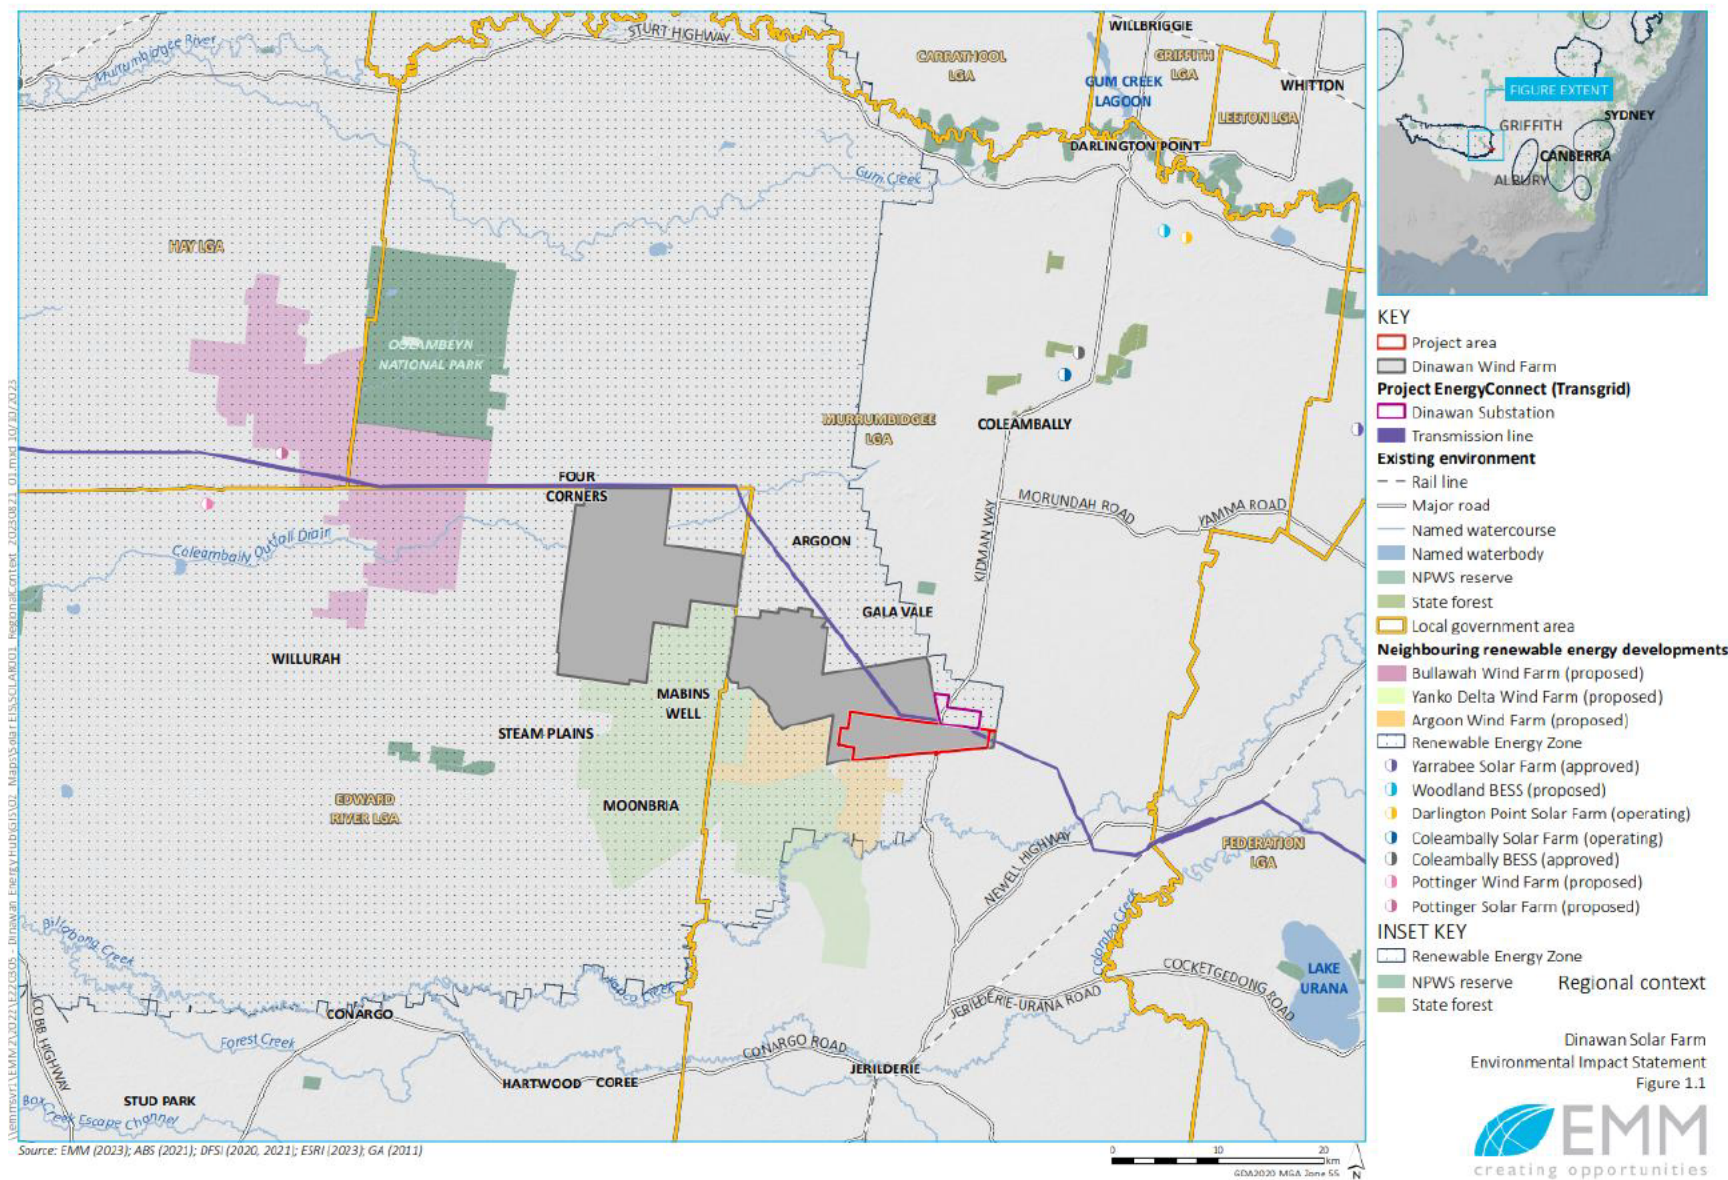 WILLBRIGGIE
STURT HIGHWAY
CARRATHOOL
LGA
GRIFFITH
LGA
Murrumbidgee River
GUM CREEK
LAGOON
WHITTON
LEETON LGA
DARLINGTON POINT
Gum Creek
HAY LGA
OOLAMBEYN
NATIONAL PARK
MURRUMBIDGEE
LGA
COLEAMBALLY
FOUR
CORNERS
MORUNDAH ROAD
YAMMA ROAD
KIDMAN WAY
Coleambally Outfall Drain
ARGOON
GALA VALE
WILLURAH
MABINS
WELL
STEAM PLAINS
EDWARD
RIVER LGA
MOONBRIA
NEWELL HIGHWAY
FEDERATION
LGA
Billabong Creek
Colombo Creek
COCKETGEDONG ROAD
LAKE
URANA
JERILDERIE-URANA ROAD
COBB HIGHWAY
CONARGO
Forest Creek
CONARGO ROAD
JERILDERIE
HARTWOOD
COREE
STUD PARK
Box Creek Escape Channel
FIGURE EXTENT
GRIFFITH
SYDNEY
CANBERRA
ALBURY
KEY
Project area
Dinawan Wind Farm
Project EnergyConnect (Transgrid)
Dinawan Substation
Transmission line
Existing environment
Rail line
Major road
Named watercourse
Named waterbody
NPWS reserve
State forest
Local government area
Neighbouring renewable energy developments
Bullawah Wind Farm (proposed)
Yanko Delta Wind Farm (proposed)
Argoon Wind Farm (proposed)
Renewable Energy Zone
Yarrabee Solar Farm (approved)
Woodland BESS (proposed)
Darlington Point Solar Farm (operating)
Coleambally Solar Farm (operating)
Coleambally BESS (approved)
Pottinger Wind Farm (proposed)
Pottinger Solar Farm (proposed)
INSET KEY
Renewable Energy Zone
NPWS reserve
State forest
Regional context
Dinawan Solar Farm
Environmental Impact Statement
Figure 1.1
EMM
creating opportunities
Source: EMM (2023); ABS (2021); DFSI (2020, 2021); ESRI (2023); GA (2011)
0 10 20
km
GDA2020 MGA Zone 55
N